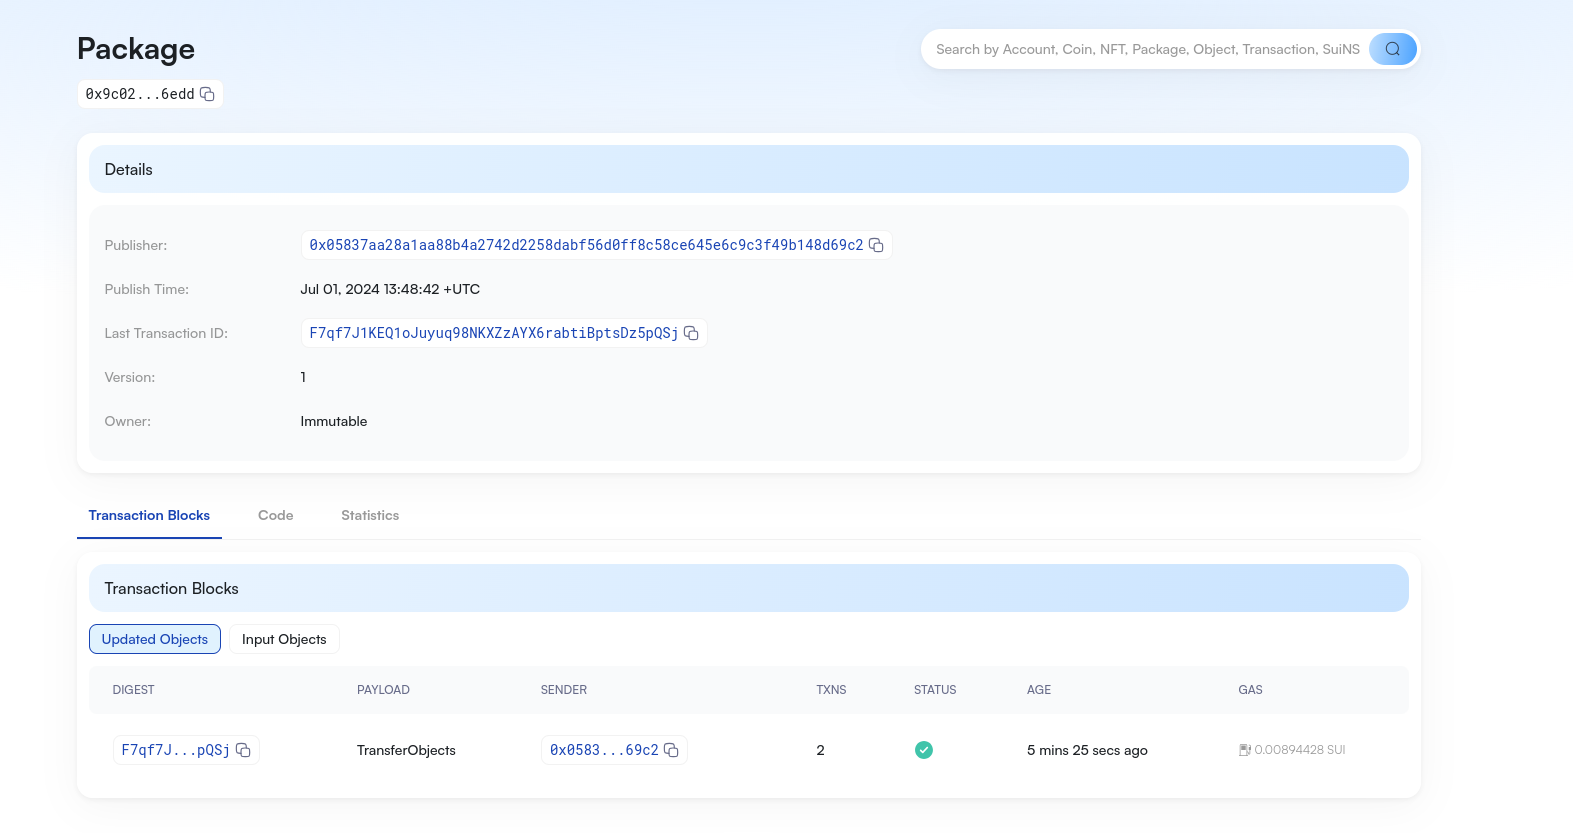 Package
Search by Account, Coin, NFT, Package, Object, Transaction, SuiNS
0x9c02...6edd
Details
Publisher: 0x05837aa28a1aa88b4a2742d2258dabf56d0ff8c58ce645e6c9c3f49b148d69c2
Publish Time: Jul 01, 2024 13:48:42 +UTC
Last Transaction ID: F7qf7J1KEQ1oJuyuq98NKXZzAYX6rabtiBptsDz5pQSj
Version: 1
Owner: Immutable
Transaction Blocks Code Statistics
Transaction Blocks
Updated Objects Input Objects
DIGEST PAYLOAD SENDER TXNS STATUS AGE GAS
F7qf7J...pQSj TransferObjects 0x0583...69c2 2 5 mins 25 secs ago 0.00894428 SUI